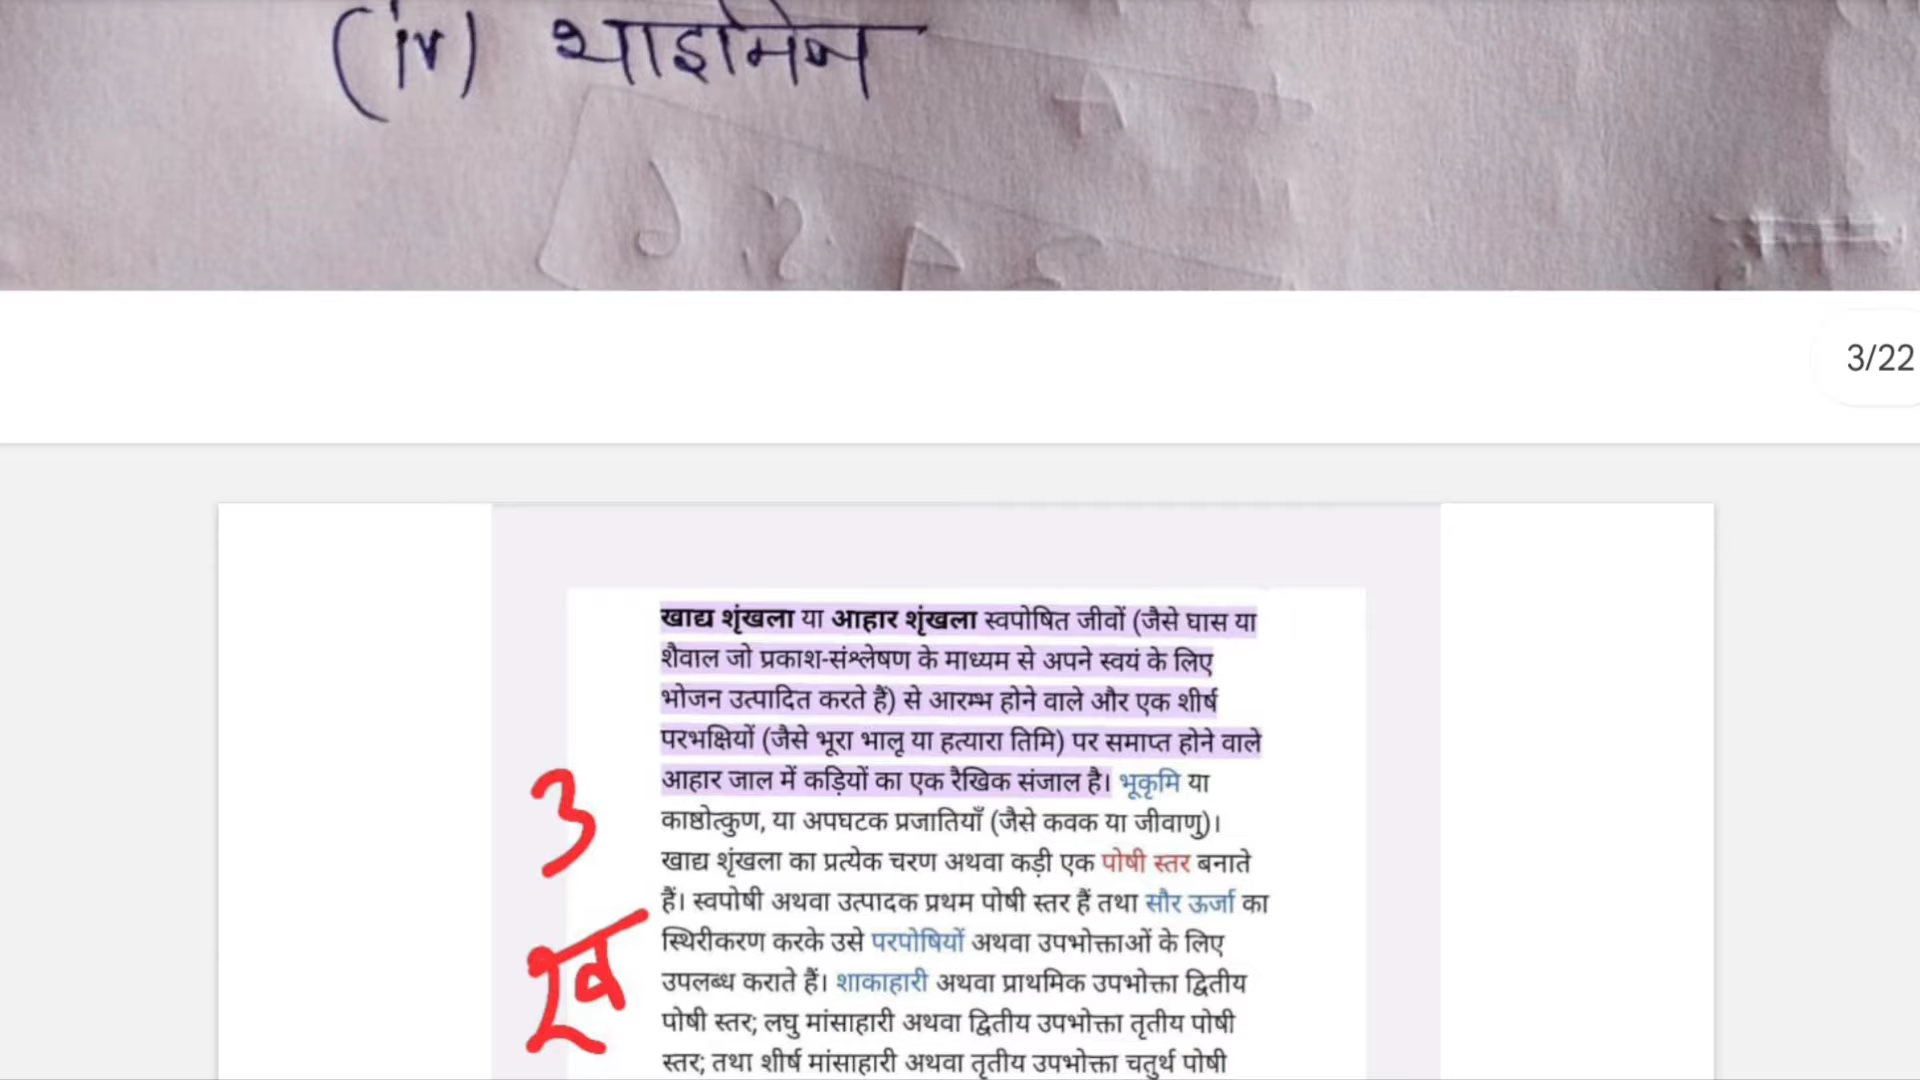 (iv) थाइमिन
3/22
खाद्य शृंखला या आहार शृंखला स्वपोषित जीवों (जैसे घास या
शैवाल जो प्रकाश-संश्लेषण के माध्यम से अपने स्वयं के लिए
भोजन उत्पादित करते हैं) से आरम्भ होने वाले और एक शीर्ष
परभक्षियों (जैसे भूरा भालू या हत्यारा तिमि) पर समाप्त होने वाले
आहार जाल में कड़ियों का एक रैखिक संजाल है। भूकृमि या
काष्ठोत्कुण, या अपघटक प्रजातियाँ (जैसे कवक या जीवाणु)।
3
खाद्य शृंखला का प्रत्येक चरण अथवा कड़ी एक पोषी स्तर बनाते
हैं। स्वपोषी अथवा उत्पादक प्रथम पोषी स्तर हैं तथा सौर ऊर्जा का
स्थिरीकरण करके उसे परपोषियों अथवा उपभोक्ताओं के लिए
ख
उपलब्ध कराते हैं। शाकाहारी अथवा प्राथमिक उपभोक्ता द्वितीय
पोषी स्तर; लघु मांसाहारी अथवा द्वितीय उपभोक्ता तृतीय पोषी
स्तर; तथा शीर्ष मांसाहारी अथवा तृतीय उपभोक्ता चतुर्थ पोषी